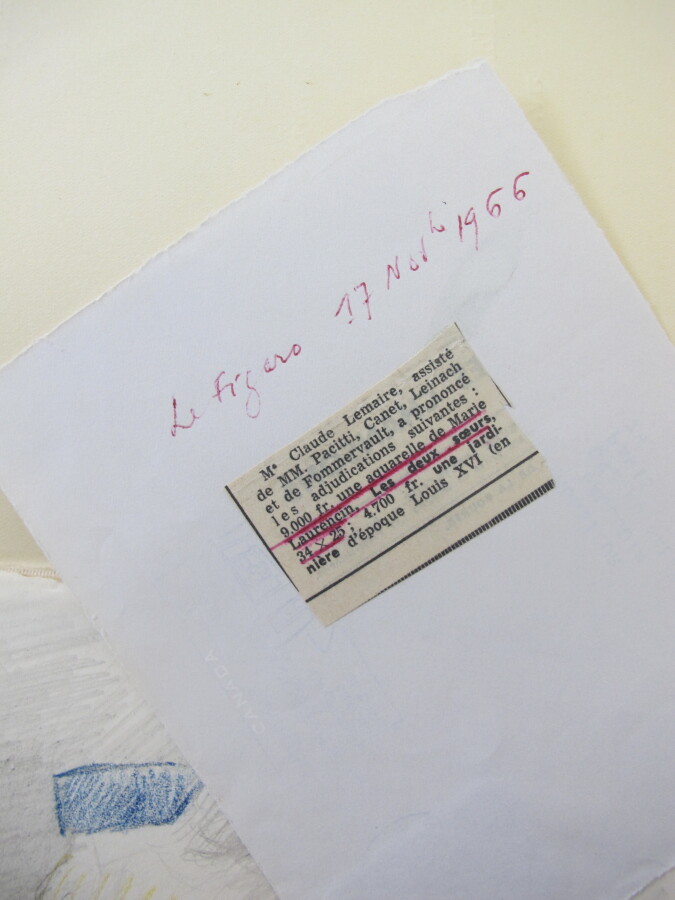 Le Figaro 17 Novbre 1966
Me Claude Lemaire, assisté
de MM. Pacitti, Canet, Leinach
et de Fommervault, a prononcé
les adjudications suivantes :
9.000 fr. une aquarelle de Marie
Laurencin, Les deux sœurs,
34 × 25 ; 4.700 fr. une jardi-
nière d'époque Louis XVI (en
CANADA